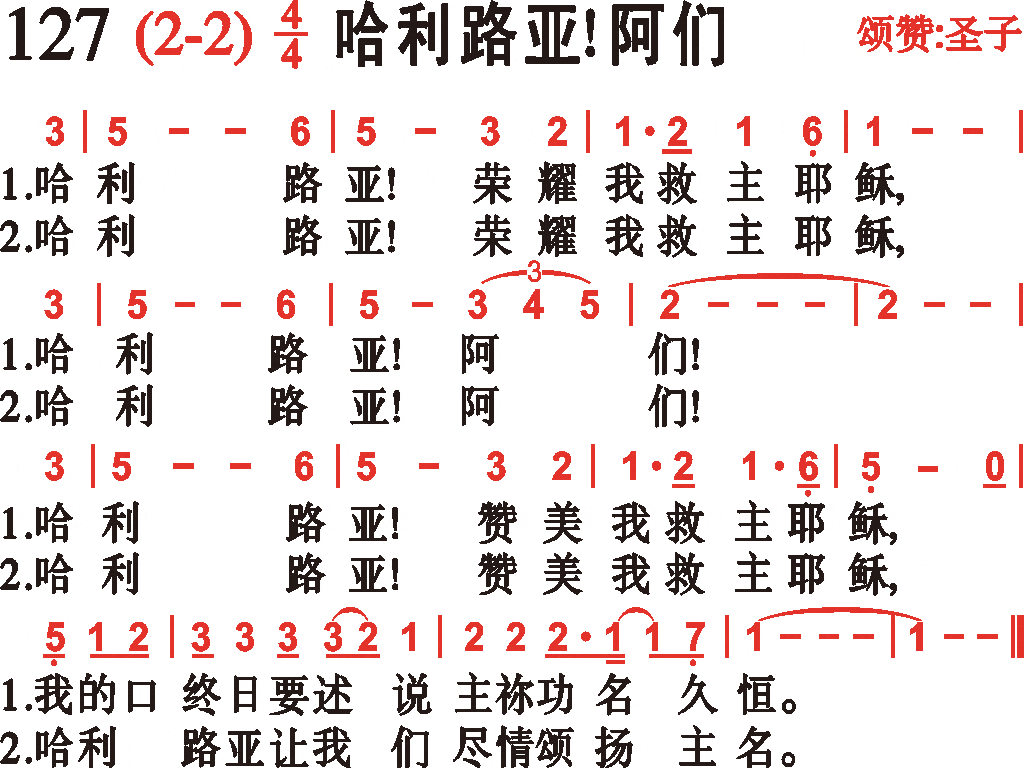 127 (2-2) 4/4 哈利路亚!阿们 颂赞:圣子
3 | 5 - - 6 | 5 - 3 2 | 1·2 1 6 | 1 - - |
1.哈利 路亚! 荣耀我救主耶稣,
2.哈利 路亚! 荣耀我救主耶稣,
3
3 | 5 - - 6 | 5 - 3 4 5 | 2 - - - | 2 - - |
1.哈利 路亚! 阿 们!
2.哈利 路亚! 阿 们!
3 | 5 - - 6 | 5 - 3 2 | 1·2 1·6 | 5 - 0 |
1.哈利 路亚! 赞美我救主耶稣,
2.哈利 路亚! 赞美我救主耶稣,
5 1 2 | 3 3 3 3 2 1 | 2 2 2·1 1 7 | 1 - - - | 1 - - ‖
1.我的口 终日要述 说 主祢功 名 久 恒。
2.哈利 路亚让我 们 尽情颂 扬 主 名。